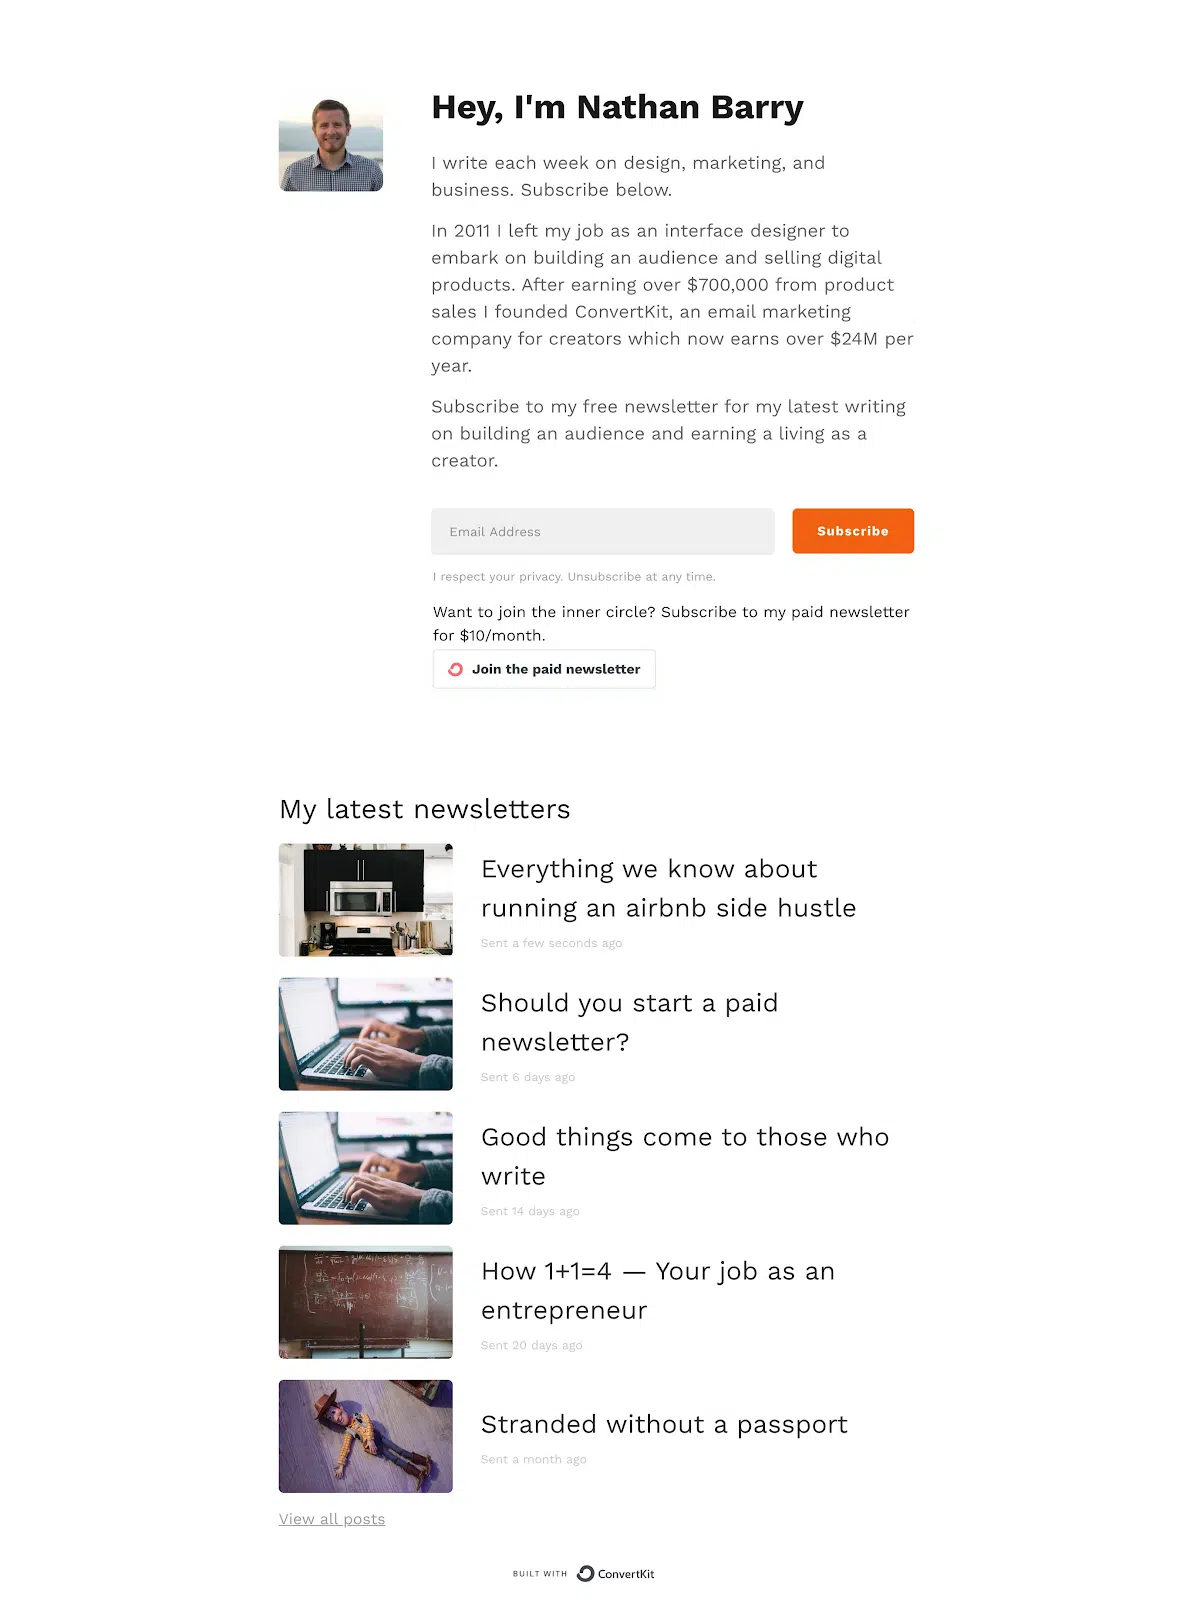 Hey, I'm Nathan Barry
I write each week on design, marketing, and
business. Subscribe below.
In 2011 I left my job as an interface designer to
embark on building an audience and selling digital
products. After earning over $700,000 from product
sales I founded ConvertKit, an email marketing
company for creators which now earns over $24M per
year.
Subscribe to my free newsletter for my latest writing
on building an audience and earning a living as a
creator.
Email Address
Subscribe
I respect your privacy. Unsubscribe at any time.
Want to join the inner circle? Subscribe to my paid newsletter
for $10/month.
Join the paid newsletter
My latest newsletters
Everything we know about
running an airbnb side hustle
Sent a few seconds ago
Should you start a paid
newsletter?
Sent 6 days ago
Good things come to those who
write
Sent 14 days ago
How 1+1=4 — Your job as an
entrepreneur
Sent 20 days ago
Stranded without a passport
Sent a month ago
View all posts
BUILT WITH ConvertKit